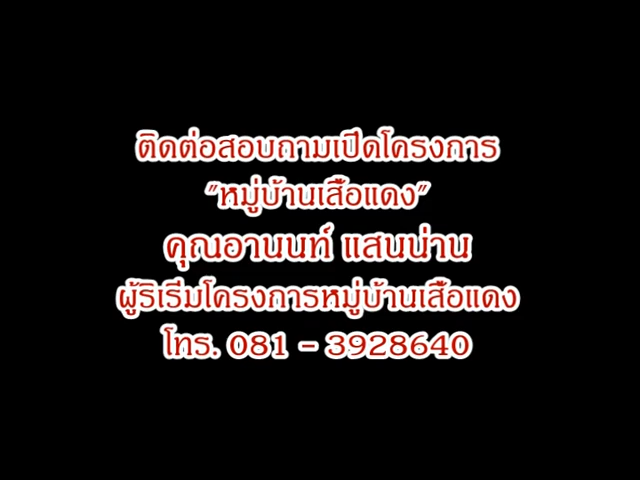 ติดต่อสอบถามเปิดโครงการ
"หมู่บ้านเสื้อแดง"
คุณอานนท์ แสนน่าน
ผู้ริเริ่มโครงการหมู่บ้านเสื้อแดง
โทร. 081 - 3928640